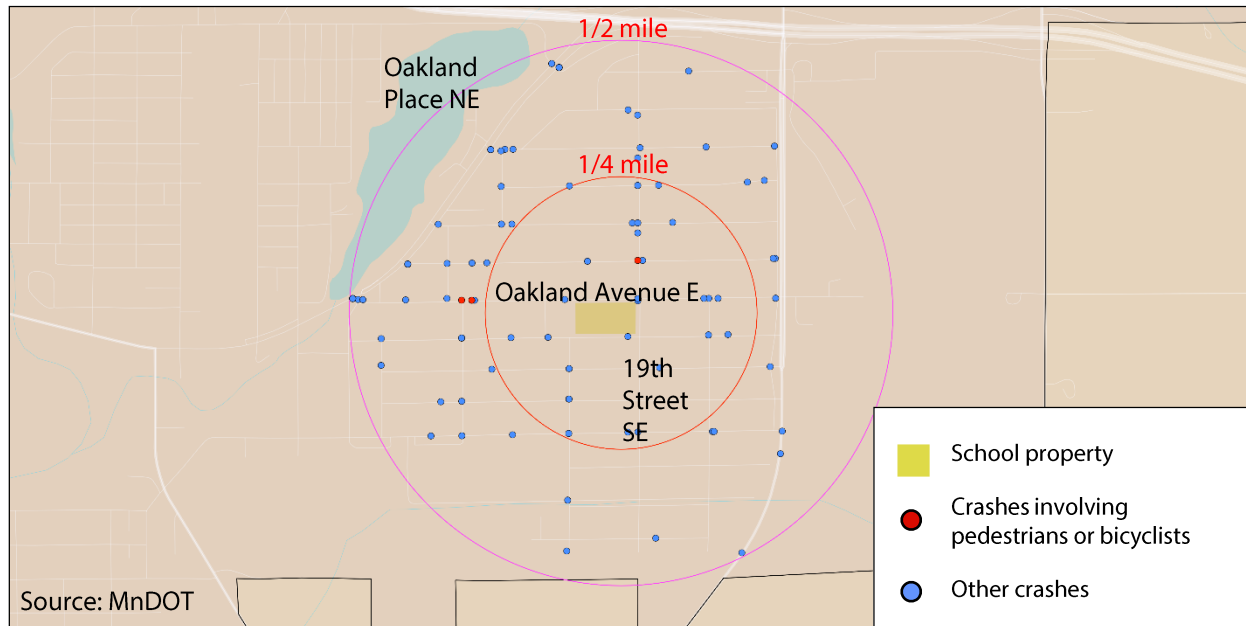 1/2 mile
Oakland
Place NE
1/4 mile
Oakland Avenue E
19th
Street
SE
School property
Crashes involving
pedestrians or bicyclists
Other crashes
Source: MnDOT